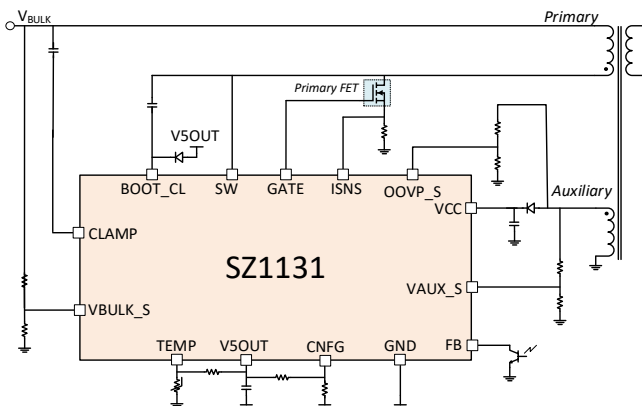 VBULK
Primary
Primary FET
V5OUT
BOOT_CL
SW
GATE
ISNS
OOVP_S
Auxiliary
VCC
CLAMP
SZ1131
VAUX_S
VBULK_S
TEMP
V5OUT
CNFG
GND
FB